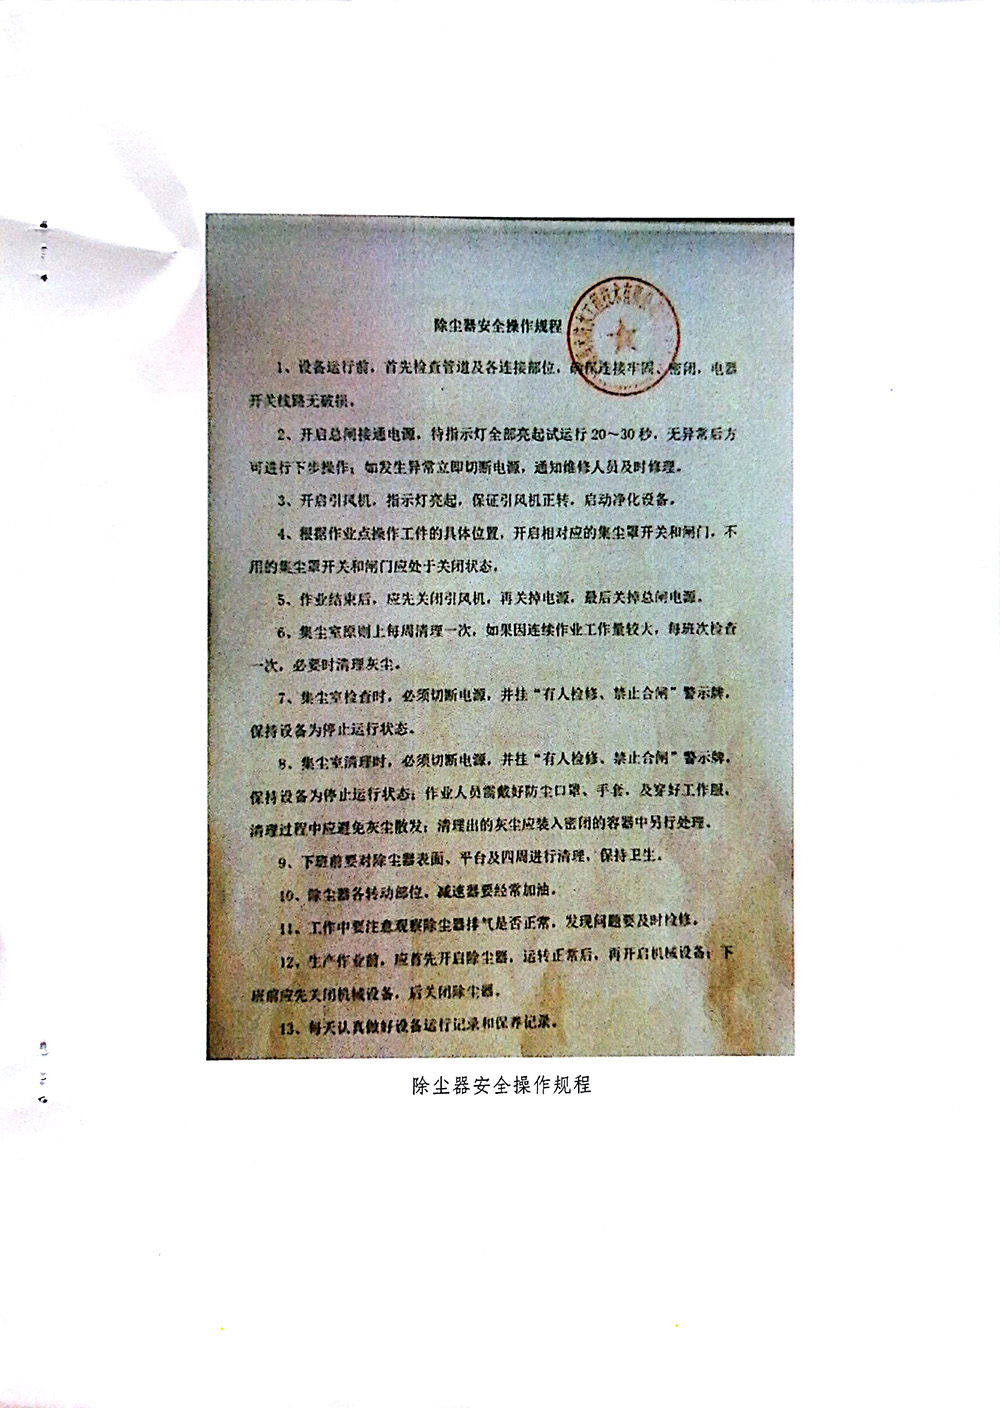 除尘器安全操作规程
1、设备运行前，首先检查管道及各连接部位，确保连接牢固、密闭，电器
开关线路无破损。
2、开启总闸接通电源，待指示灯全部亮起试运行20～30秒，无异常后方
可进行下步操作；如发生异常立即切断电源，通知维修人员及时修理。
3、开启引风机，指示灯亮起，保证引风机正转，启动净化设备。
4、根据作业点操作工件的具体位置，开启相对应的集尘罩开关和闸门，不
用的集尘罩开关和闸门应处于关闭状态。
5、作业结束后，应先关闭引风机，再关掉电源，最后关掉总闸电源。
6、集尘室原则上每周清理一次，如果因连续作业工作量较大，每班次检查
一次，必要时清理灰尘。
7、集尘室检查时，必须切断电源，并挂“有人检修、禁止合闸”警示牌，
保持设备为停止运行状态。
8、集尘室清理时，必须切断电源，并挂“有人检修、禁止合闸”警示牌，
保持设备为停止运行状态；作业人员需戴好防尘口罩、手套，及穿好工作服，
清理过程中应避免灰尘散发；清理出的灰尘应装入密闭的容器中另行处理。
9、下班前要对除尘器表面、平台及四周进行清理，保持卫生。
10、除尘器各转动部位、减速器要经常加油。
11、工作中要注意观察除尘器排气是否正常，发现问题要及时检修。
12、生产作业前，应首先开启除尘器，运转正常后，再开启机械设备；下
班前应先关闭机械设备，后关闭除尘器。
13、每天认真做好设备运行记录和保养记录。
工程技术有限
除尘器安全操作规程